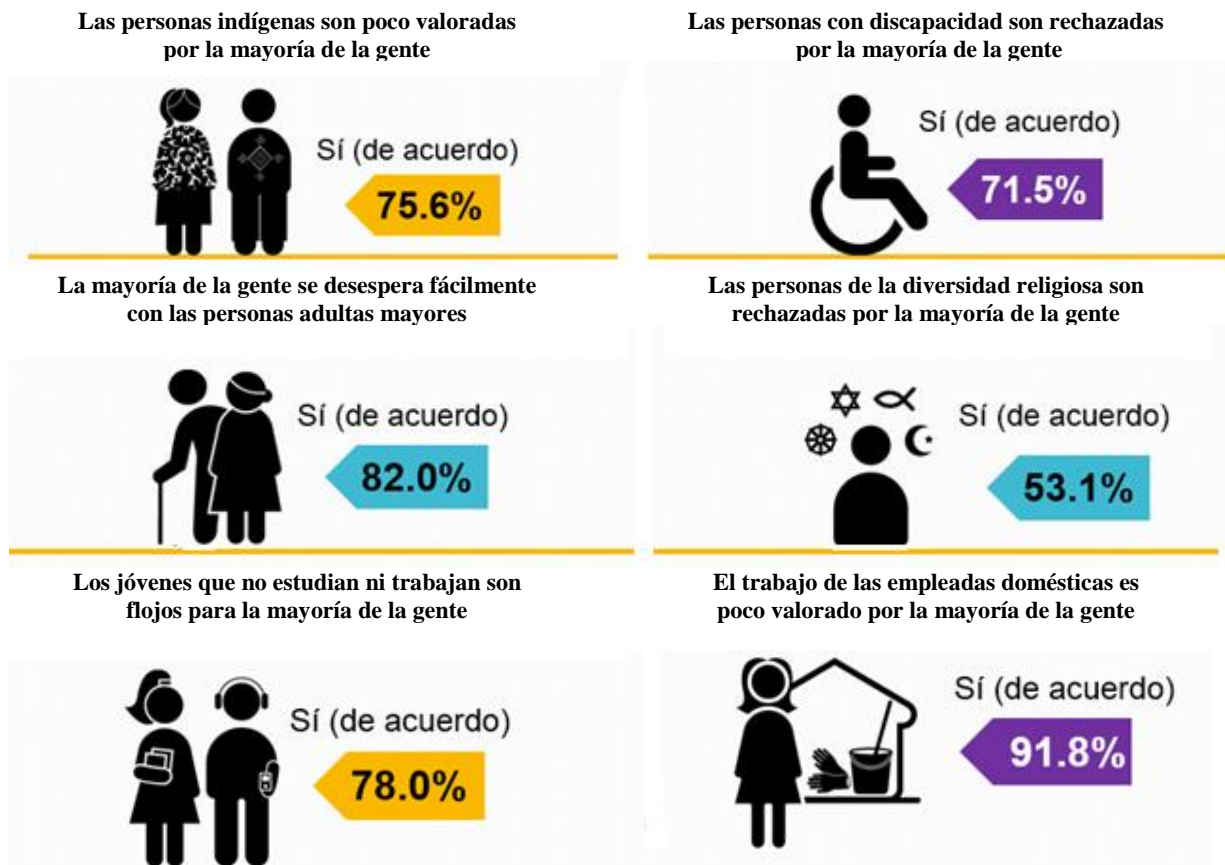 Las personas indígenas son poco valoradas
por la mayoría de la gente
Sí (de acuerdo)
75.6%
Las personas con discapacidad son rechazadas
por la mayoría de la gente
Sí (de acuerdo)
71.5%
La mayoría de la gente se desespera fácilmente
con las personas adultas mayores
Sí (de acuerdo)
82.0%
Las personas de la diversidad religiosa son
rechazadas por la mayoría de la gente
Sí (de acuerdo)
53.1%
Los jóvenes que no estudian ni trabajan son
flojos para la mayoría de la gente
Sí (de acuerdo)
78.0%
El trabajo de las empleadas domésticas es
poco valorado por la mayoría de la gente
Sí (de acuerdo)
91.8%